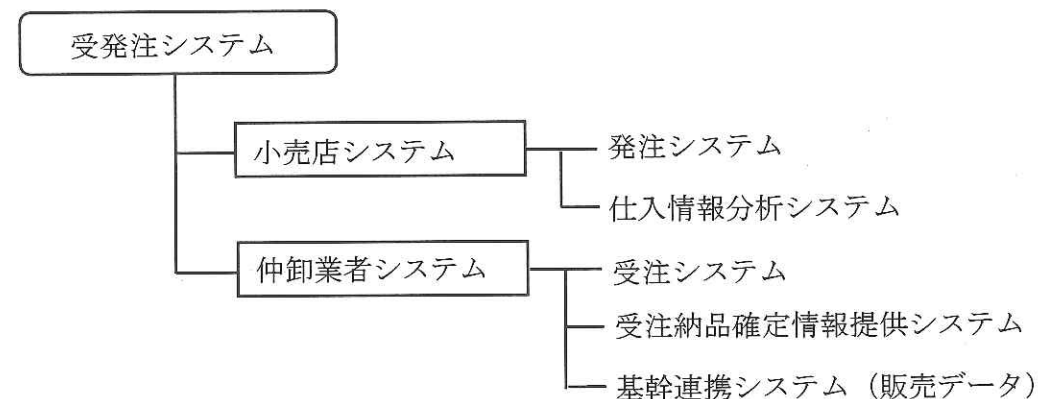 受発注システム
小売店システム
発注システム
仕入情報分析システム
仲卸業者システム
受注システム
受注納品確定情報提供システム
基幹連携システム（販売データ）